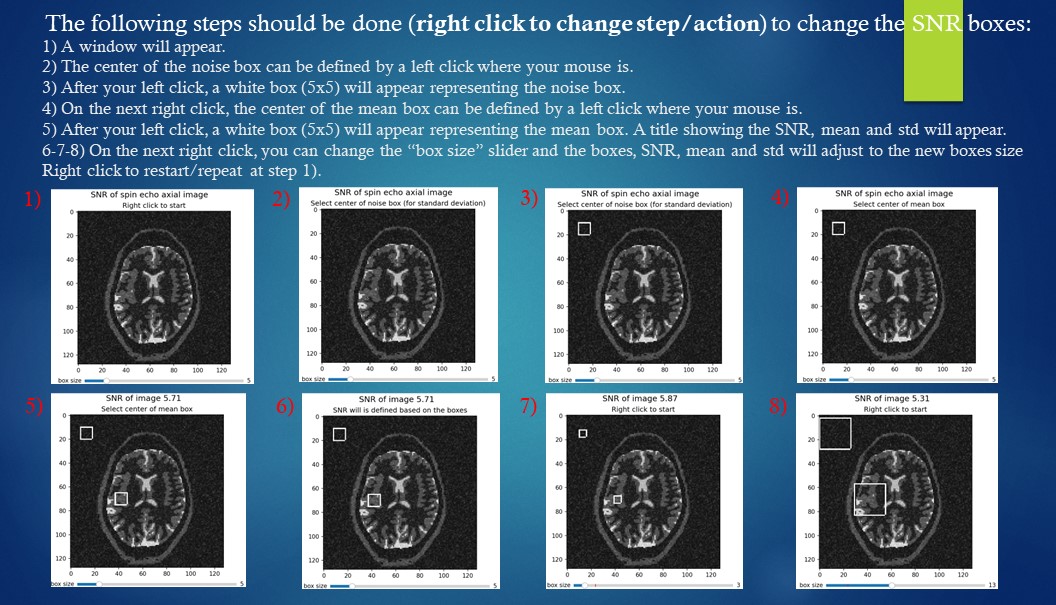 The following steps should be done (right click to change step/action) to change the SNR boxes:
1) A window will appear.
2) The center of the noise box can be defined by a left click where your mouse is.
3) After your left click, a white box (5x5) will appear representing the noise box.
4) On the next right click, the center of the mean box can be defined by a left click where your mouse is.
5) After your left click, a white box (5x5) will appear representing the mean box. A title showing the SNR, mean and std will appear.
6-7-8) On the next right click, you can change the “box size” slider and the boxes, SNR, mean and std will adjust to the new boxes size
Right click to restart/repeat at step 1).
1)
SNR of spin echo axial image
Right click to start
0
20
40
60
80
100
120
0 20 40 60 80 100 120
box size 5
2)
SNR of spin echo axial image
Select center of noise box (for standard deviation)
0
20
40
60
80
100
120
0 20 40 60 80 100 120
box size 5
3)
SNR of spin echo axial image
Select center of noise box (for standard deviation)
0
20
40
60
80
100
120
0 20 40 60 80 100 120
box size 5
4)
SNR of spin echo axial image
Select center of mean box
0
20
40
60
80
100
120
0 20 40 60 80 100 120
box size 5
5)
SNR of image 5.71
Select center of mean box
0
20
40
60
80
100
120
0 20 40 60 80 100 120
box size 5
6)
SNR of image 5.71
SNR will is defined based on the boxes
0
20
40
60
80
100
120
0 20 40 60 80 100 120
box size 5
7)
SNR of image 5.87
Right click to start
0
20
40
60
80
100
120
0 20 40 60 80 100 120
box size 3
8)
SNR of image 5.31
Right click to start
0
20
40
60
80
100
120
0 20 40 60 80 100 120
box size 13